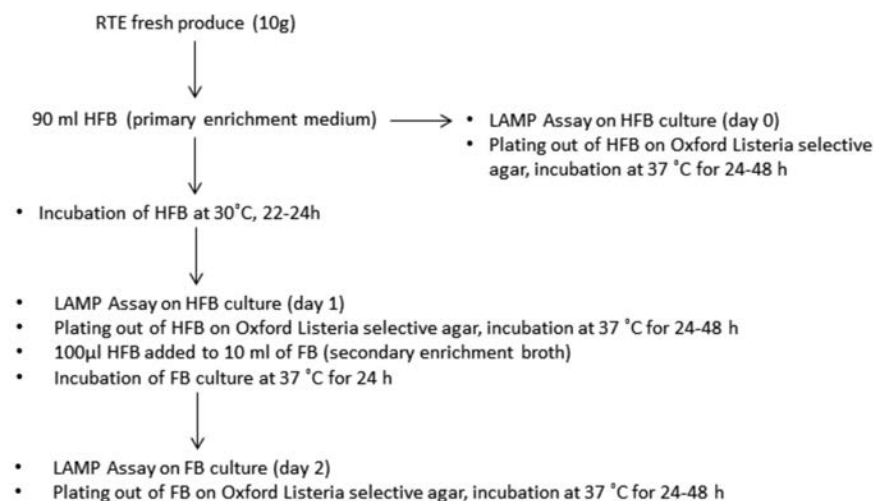 RTE fresh produce (10g)
90 ml HFB (primary enrichment medium)
• LAMP Assay on HFB culture (day 0)
• Plating out of HFB on Oxford Listeria selective
agar, incubation at 37 ˚C for 24-48 h
• Incubation of HFB at 30˚C, 22-24h
• LAMP Assay on HFB culture (day 1)
• Plating out of HFB on Oxford Listeria selective agar, incubation at 37 ˚C for 24-48 h
• 100µl HFB added to 10 ml of FB (secondary enrichment broth)
• Incubation of FB culture at 37 ˚C for 24 h
• LAMP Assay on FB culture (day 2)
• Plating out of FB on Oxford Listeria selective agar, incubation at 37 ˚C for 24-48 h